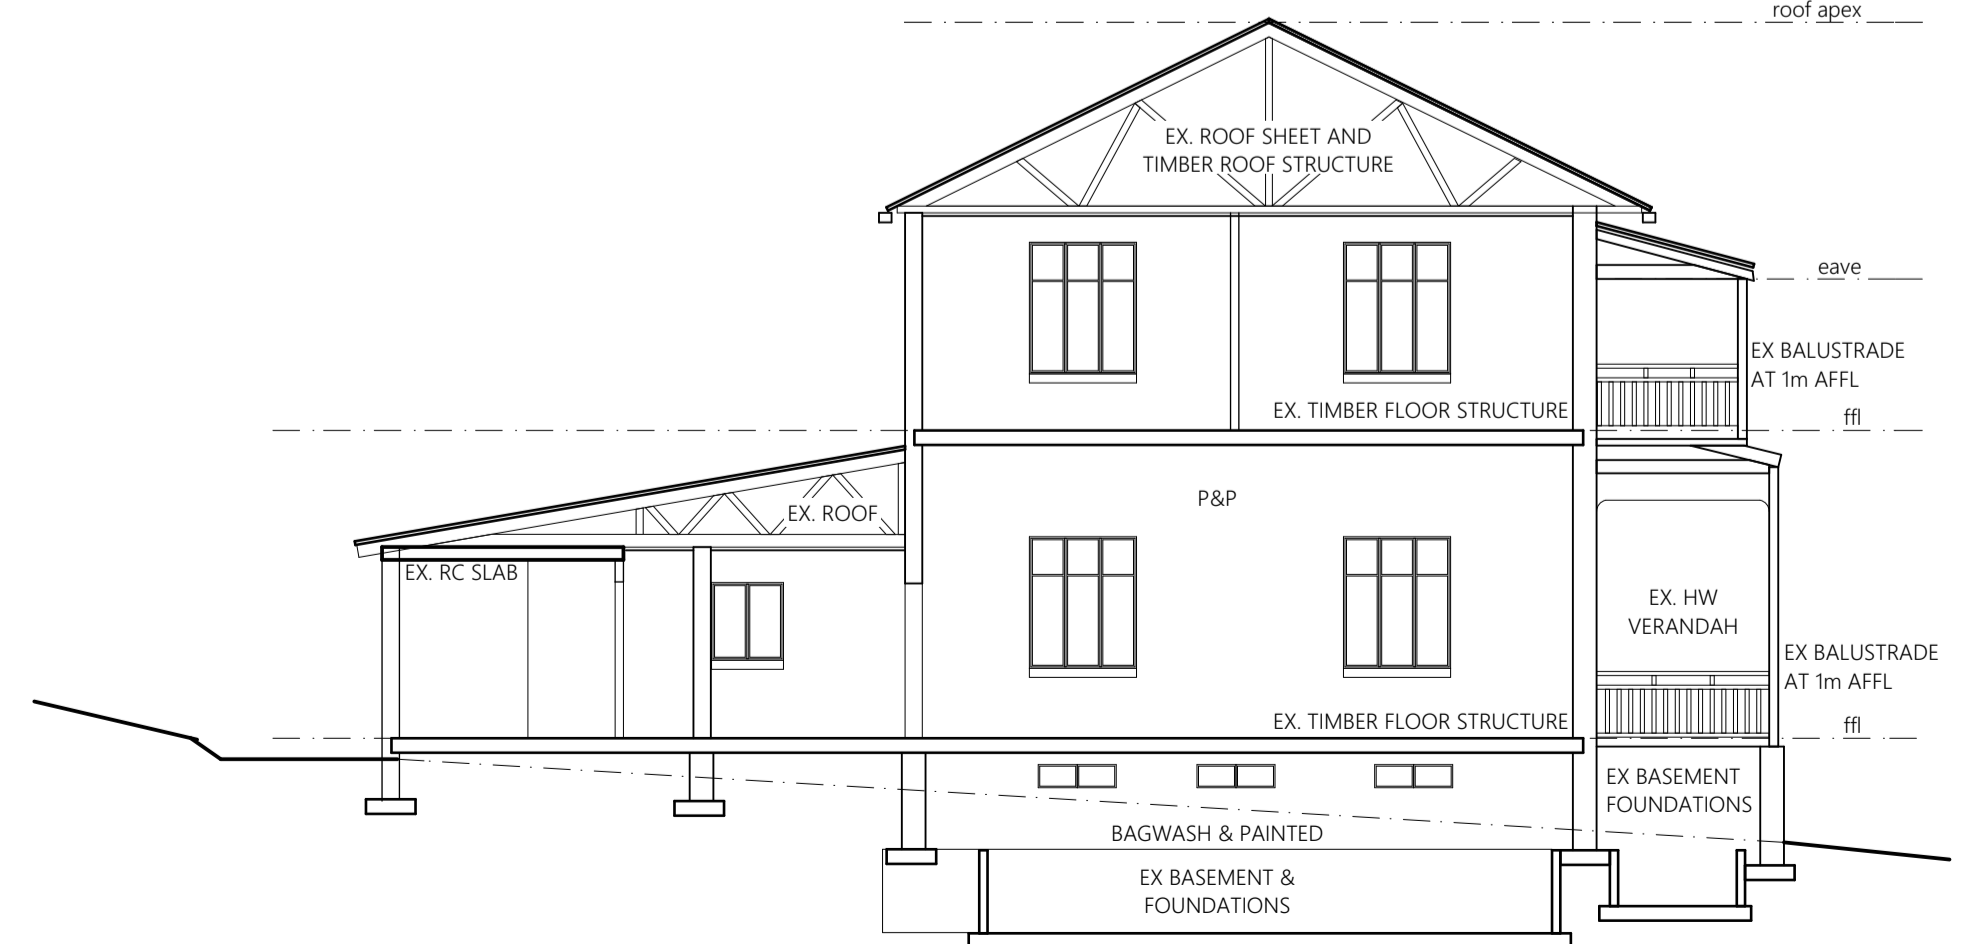 roof apex
EX. ROOF SHEET AND
TIMBER ROOF STRUCTURE
eave
EX BALUSTRADE
AT 1m AFFL
EX. TIMBER FLOOR STRUCTURE
ffl
P&P
EX. ROOF
EX. RC SLAB
EX. HW
VERANDAH
EX BALUSTRADE
AT 1m AFFL
EX. TIMBER FLOOR STRUCTURE
ffl
EX BASEMENT
FOUNDATIONS
BAGWASH & PAINTED
EX BASEMENT &
FOUNDATIONS